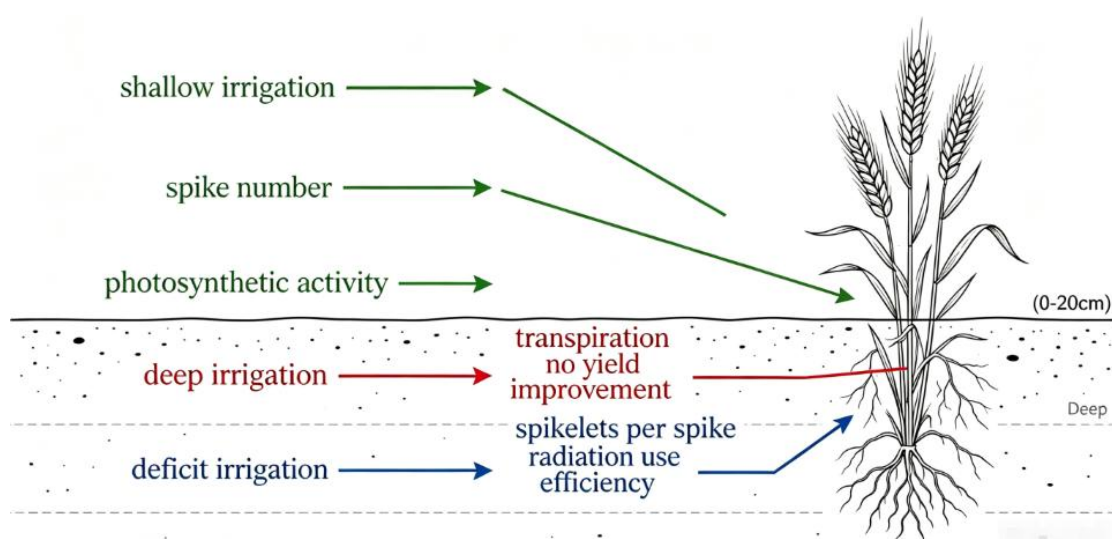 shallow irrigation
spike number
photosynthetic activity
(0-20cm)
deep irrigation
transpiration
no yield
improvement
Deep
deficit irrigation
spikelets per spike
radiation use
efficiency